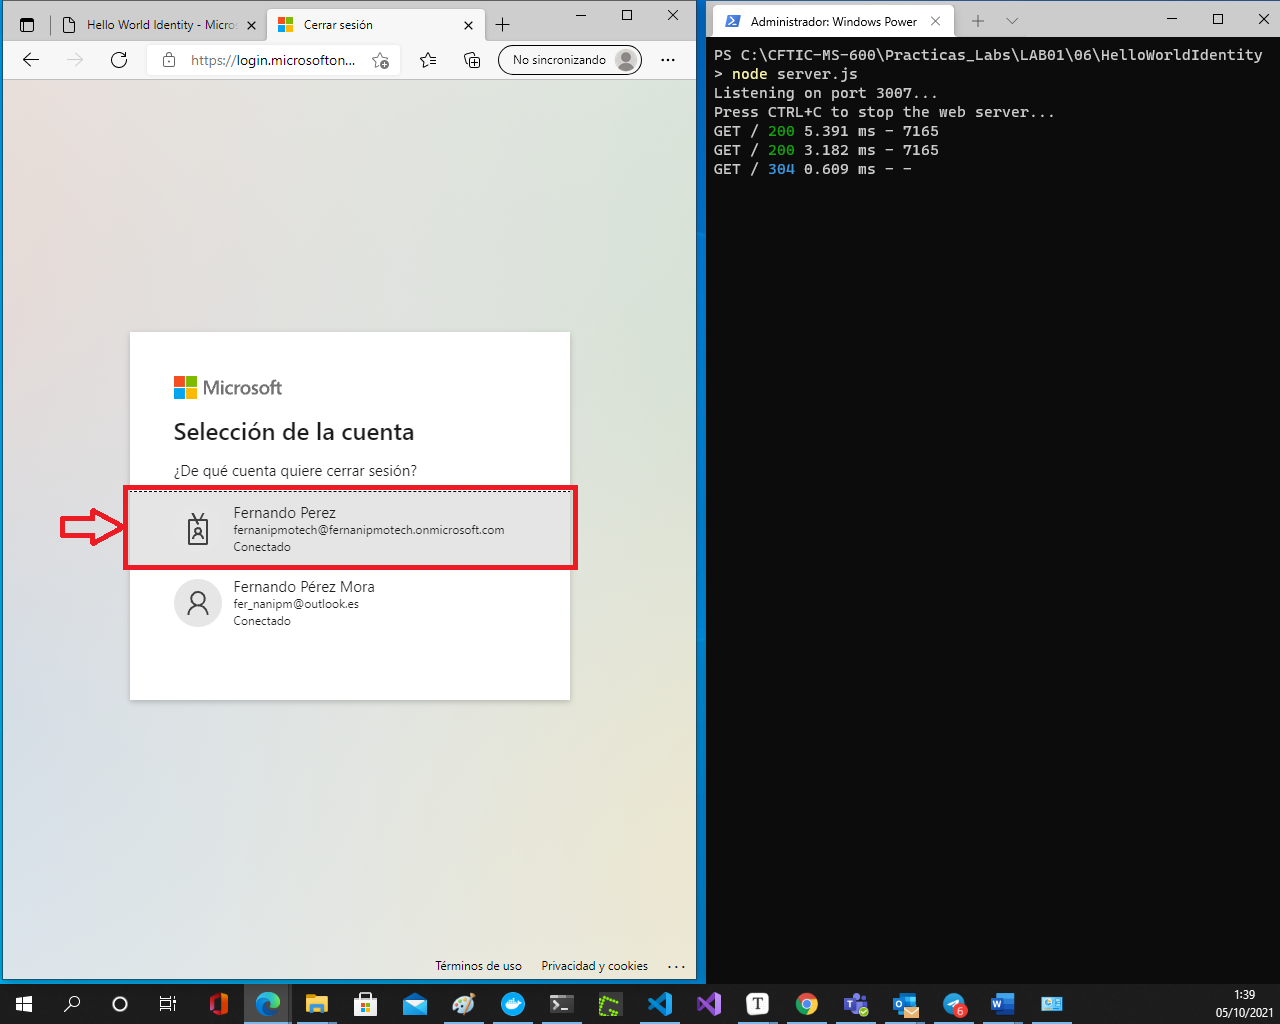 Hello World Identity - Micros
Cerrar sesión
https://login.microsofton...
No sincronizando
Microsoft
Selección de la cuenta
¿De qué cuenta quiere cerrar sesión?
Fernando Perez
fernanipmotech@fernanipmotech.onmicrosoft.com
Conectado
Fernando Pérez Mora
fer_nanipm@outlook.es
Conectado
Términos de uso
Privacidad y cookies
Administrador: Windows Power
PS C:\CFTIC-MS-600\Practicas_Labs\LAB01\06\HelloWorldIdentity
> node server.js
Listening on port 3007...
Press CTRL+C to stop the web server...
GET / 200 5.391 ms - 7165
GET / 200 3.182 ms - 7165
GET / 304 0.609 ms - -
T
6
1:39
05/10/2021